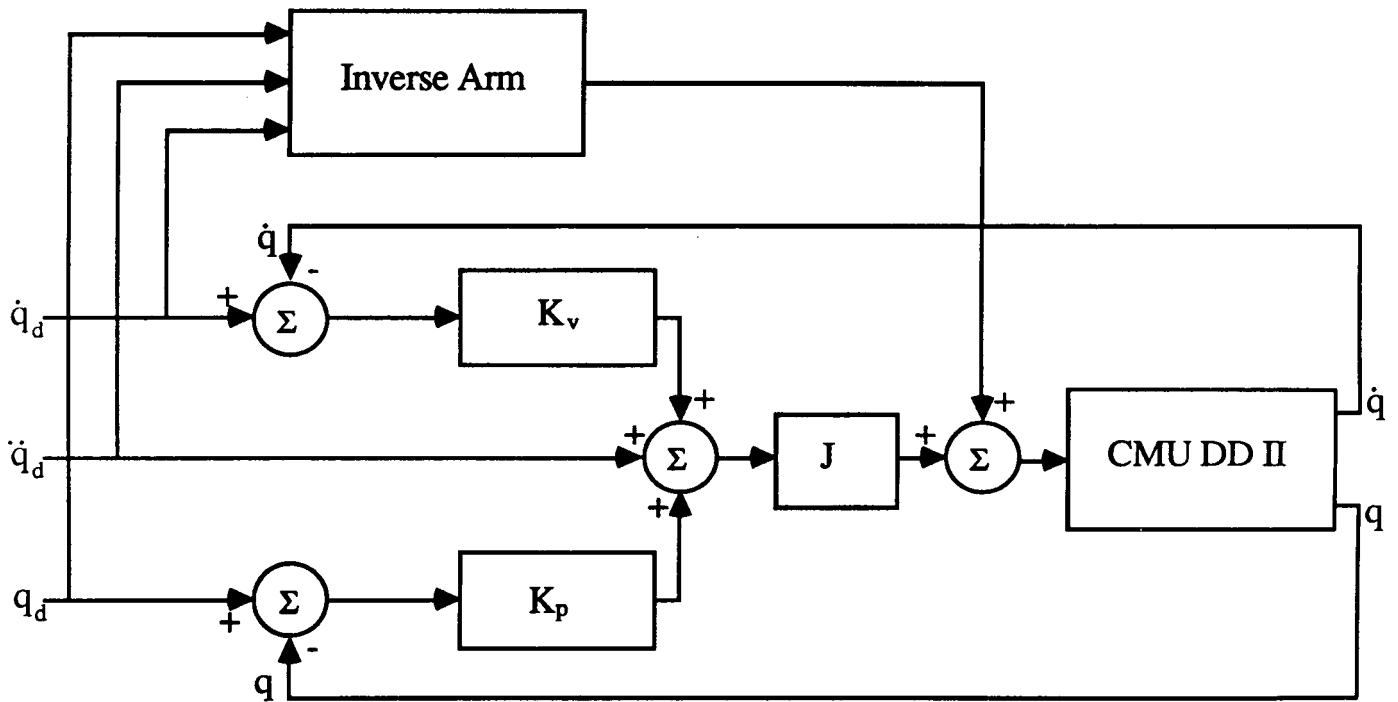 Inverse Arm
q̇
-
+
q̇d
Σ
Kv
+
q̈d
+
Σ
J
+
Σ
+
CMU DD II
q̇
q
+
qd
+
Σ
Kp
-
q